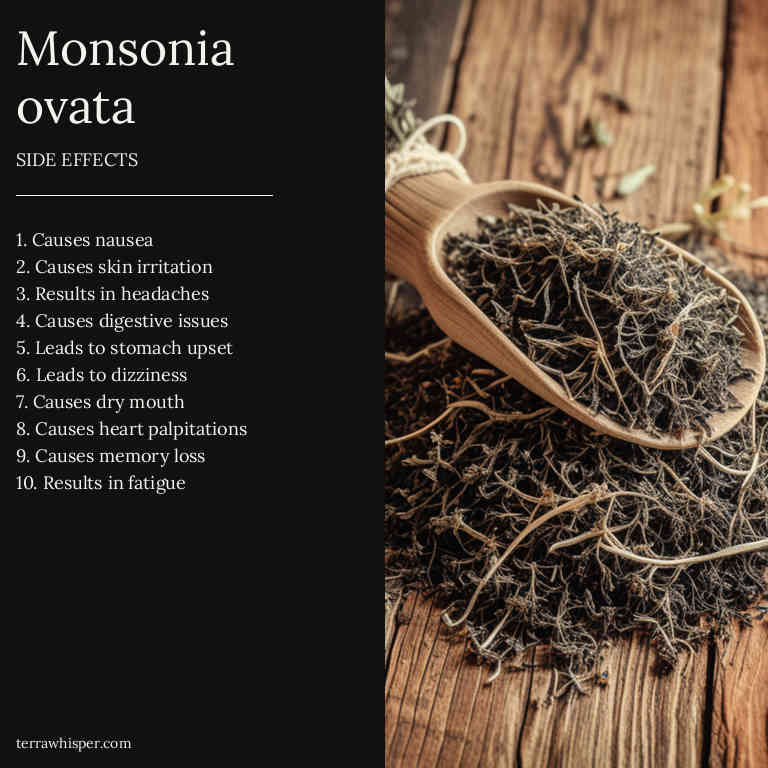 Monsonia
ovata
SIDE EFFECTS
1. Causes nausea
2. Causes skin irritation
3. Results in headaches
4. Causes digestive issues
5. Leads to stomach upset
6. Leads to dizziness
7. Causes dry mouth
8. Causes heart palpitations
9. Causes memory loss
10. Results in fatigue
terrawhisper.com